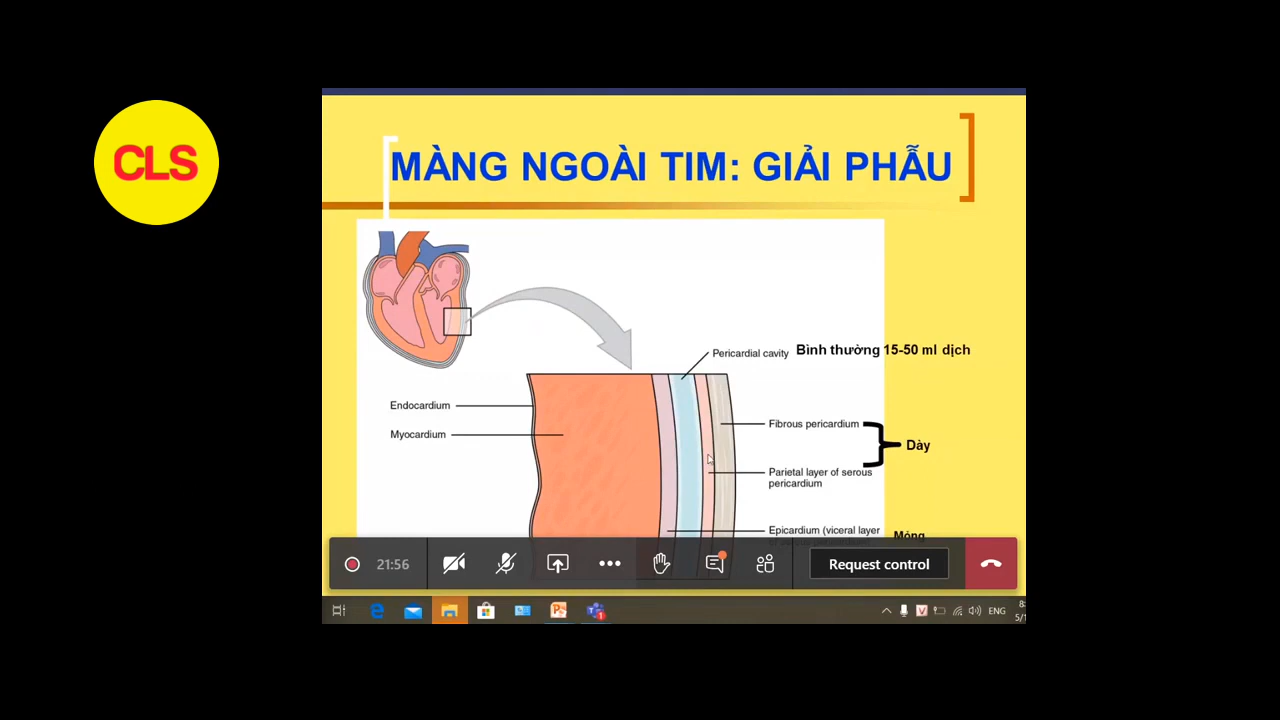 CLS
MÀNG NGOÀI TIM: GIẢI PHẪU
Pericardial cavity
Bình thường 15-50 ml dịch
Endocardium
Myocardium
Fibrous pericardium
Dày
Parietal layer of serous
pericardium
Epicardium (visceral layer
Mỏng
21:56
Request control
ENG